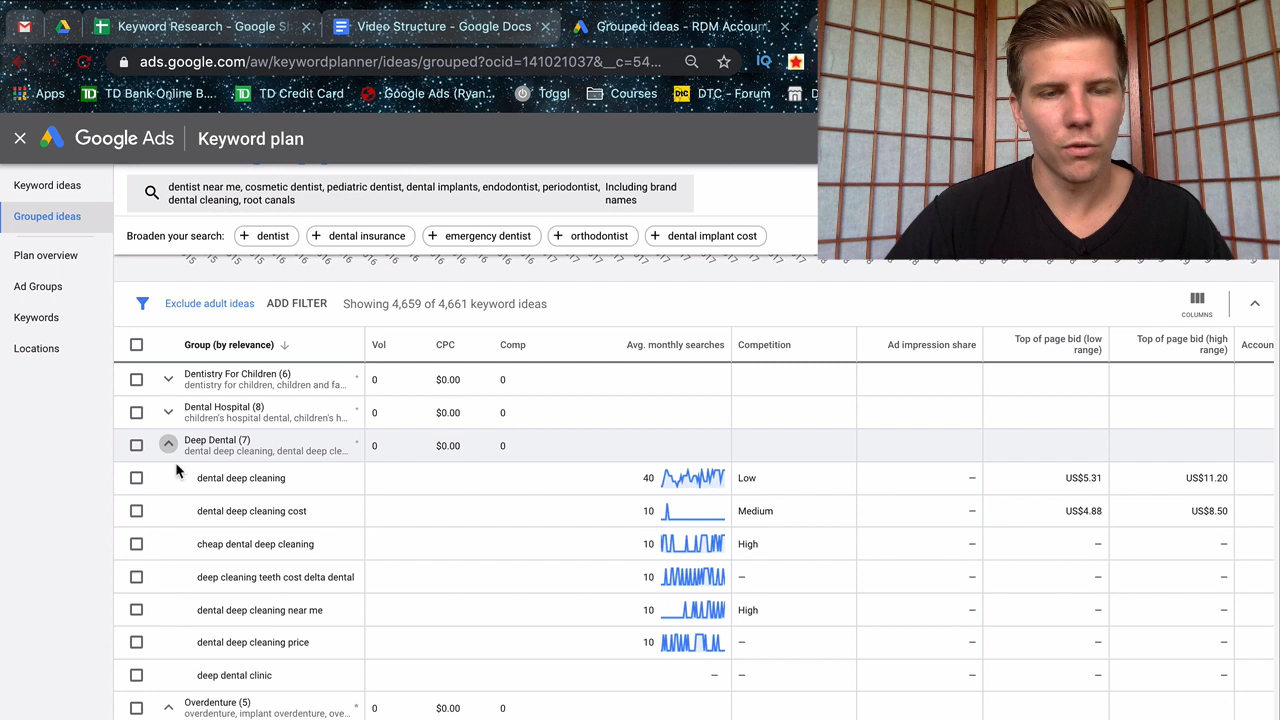 Keyword Research - Google S
Video Structure - Google Docs
Grouped ideas - RDM Accoun
ads.google.com/aw/keywordplanner/ideas/grouped?ocid=141021037&__c=54...
IQ
Apps
TD Bank Online B...
TD Credit Card
Google Ads (Ryan...
Toggl
Courses
DTC - Forum
Google Ads
Keyword plan
Keyword ideas
Grouped ideas
Plan overview
Ad Groups
Keywords
Locations
dentist near me, cosmetic dentist, pediatric dentist, dental implants, endodontist, periodontist,
dental cleaning, root canals
Including brand
names
Broaden your search:
+ dentist
+ dental insurance
+ emergency dentist
+ orthodontist
+ dental implant cost
Exclude adult ideas
ADD FILTER
Showing 4,659 of 4,661 keyword ideas
COLUMNS
Group (by relevance)
Vol
CPC
Comp
Avg. monthly searches
Competition
Ad impression share
Top of page bid (low
range)
Top of page bid (high
range)
Accoun
Dentistry For Children (6)
dentistry for children, children and fa...
0 $0.00 0
Dental Hospital (8)
children's hospital dental, children's h...
0 $0.00 0
Deep Dental (7)
dental deep cleaning, dental deep cle...
0 $0.00 0
dental deep cleaning 40 Low – US$5.31 US$11.20
dental deep cleaning cost 10 Medium – US$4.88 US$8.50
cheap dental deep cleaning 10 High – – –
deep cleaning teeth cost delta dental 10 – – – –
dental deep cleaning near me 10 High – – –
dental deep cleaning price 10 – – – –
deep dental clinic – – – – –
Overdenture (5)
overdenture, implant overdenture, ove...
0 $0.00 0